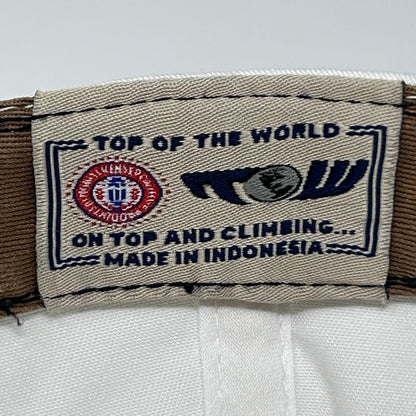 TOP OF THE WORLD
TOW
ON TOP AND CLIMBING...
MADE IN INDONESIA